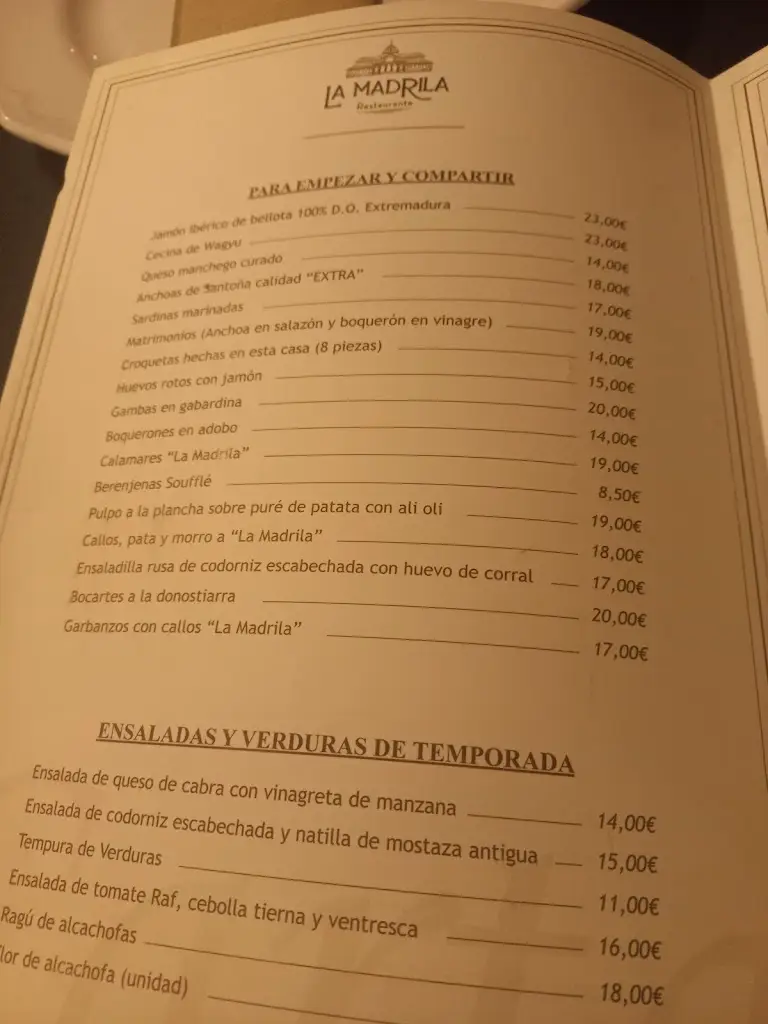 LA MADRILA
Restaurante
PARA EMPEZAR Y COMPARTIR
Jamón Ibérico de bellota 100% D.O. Extremadura 23,00€
Cecina de Wagyu 23,00€
Queso manchego curado 14,00€
Anchoas de Santoña calidad "EXTRA" 18,00€
Sardinas marinadas 17,00€
Matrimonios (Anchoa en salazón y boquerón en vinagre) 19,00€
Croquetas hechas en esta casa (8 piezas) 14,00€
Huevos rotos con jamón 15,00€
Gambas en gabardina 20,00€
Boquerones en adobo 14,00€
Calamares "La Madrila" 19,00€
Berenjenas Soufflé 8,50€
Pulpo a la plancha sobre puré de patata con ali oli 19,00€
Callos, pata y morro a "La Madrila" 18,00€
Ensaladilla rusa de codorniz escabechada con huevo de corral 17,00€
Bocartes a la donostiarra 20,00€
Garbanzos con callos "La Madrila" 17,00€
ENSALADAS Y VERDURAS DE TEMPORADA
Ensalada de queso de cabra con vinagreta de manzana 14,00€
Ensalada de codorniz escabechada y natilla de mostaza antigua 15,00€
Tempura de Verduras 11,00€
Ensalada de tomate Raf, cebolla tierna y ventresca 16,00€
Ragú de alcachofas 18,00€
lor de alcachofa (unidad)